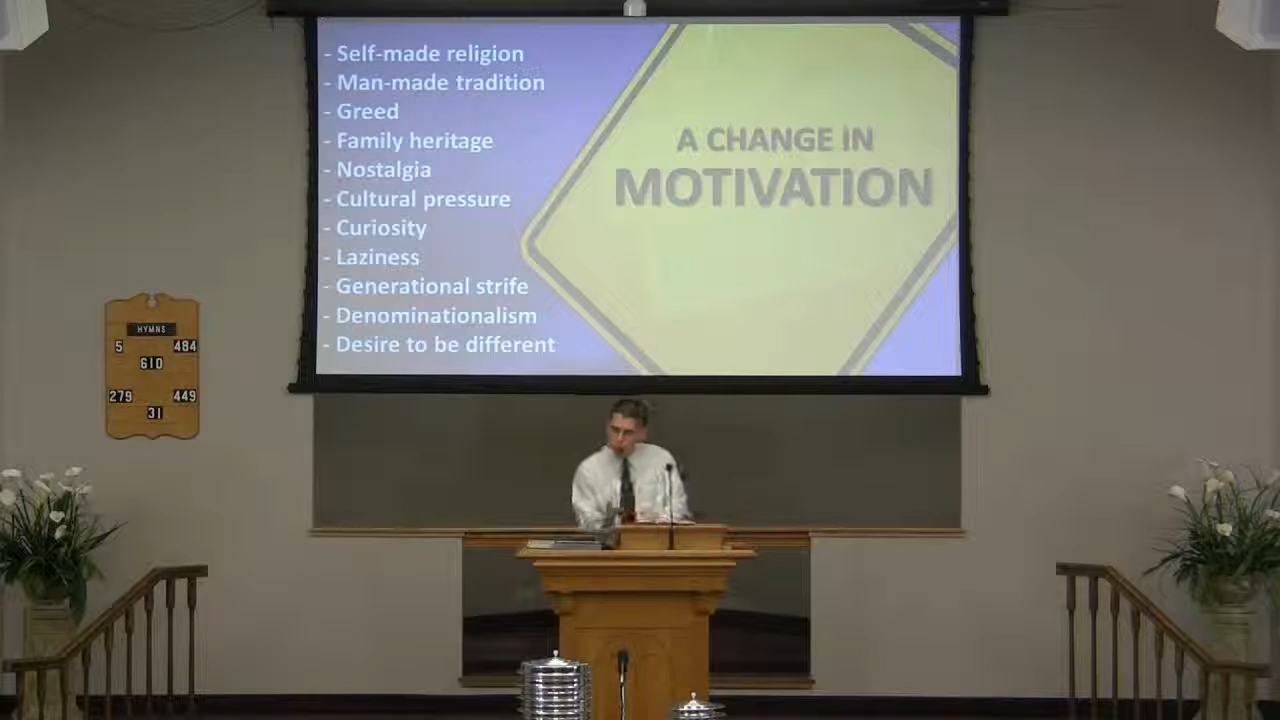 - Self-made religion
- Man-made tradition
- Greed
- Family heritage
- Nostalgia
- Cultural pressure
- Curiosity
- Laziness
- Generational strife
- Denominationalism
- Desire to be different
A CHANGE IN
MOTIVATION
HYMNS
5 484
610
279 449
31